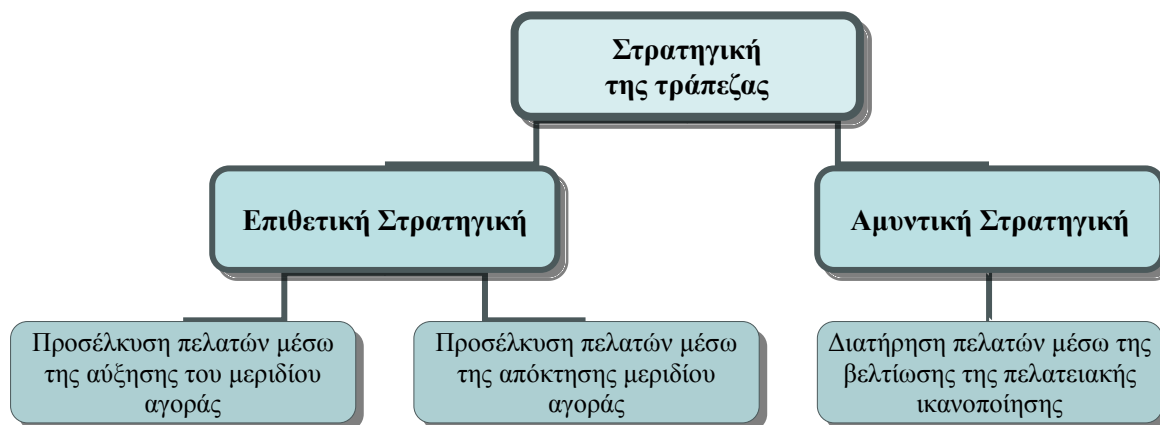 Στρατηγική
της τράπεζας
Επιθετική Στρατηγική
Αμυντική Στρατηγική
Προσέλκυση πελατών μέσω
της αύξησης του μεριδίου
αγοράς
Προσέλκυση πελατών μέσω
της απόκτησης μεριδίου
αγοράς
Διατήρηση πελατών μέσω της
βελτίωσης της πελατειακής
ικανοποίησης